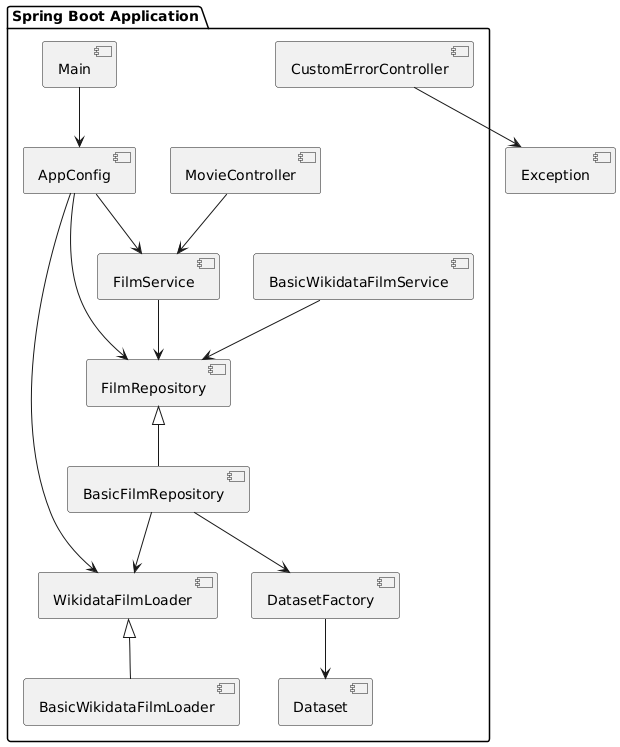 Spring Boot Application
Main
CustomErrorController
AppConfig
MovieController
Exception
FilmService
BasicWikidataFilmService
FilmRepository
BasicFilmRepository
WikidataFilmLoader
DatasetFactory
BasicWikidataFilmLoader
Dataset